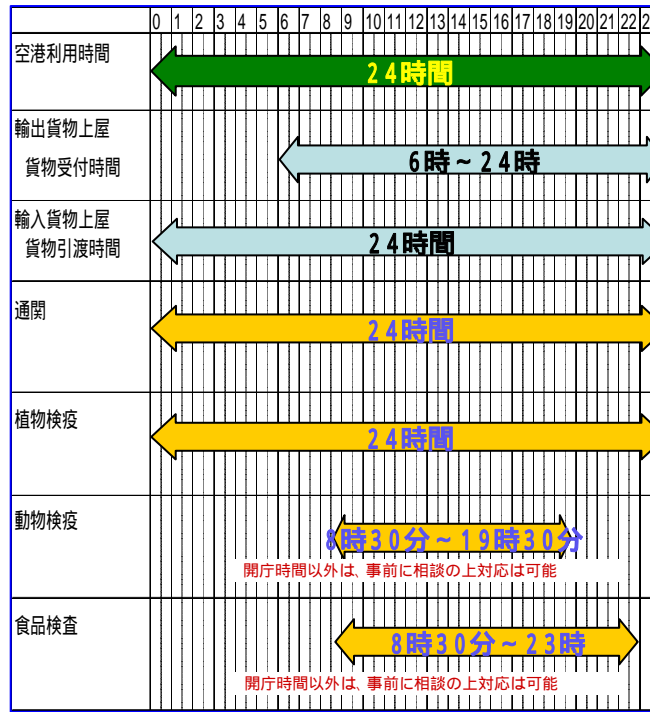 0 1 2 3 4 5 6 7 8 9 10 11 12 13 14 15 16 17 18 19 20 21 22 2
空港利用時間
24時間
輸出貨物上屋
貨物受付時間
6時~24時
輸入貨物上屋
貨物引渡時間
24時間
通関
24時間
植物検疫
24時間
動物検疫
8時30分~19時30分
開庁時間以外は、事前に相談の上対応は可能
食品検査
8時30分~23時
開庁時間以外は、事前に相談の上対応は可能